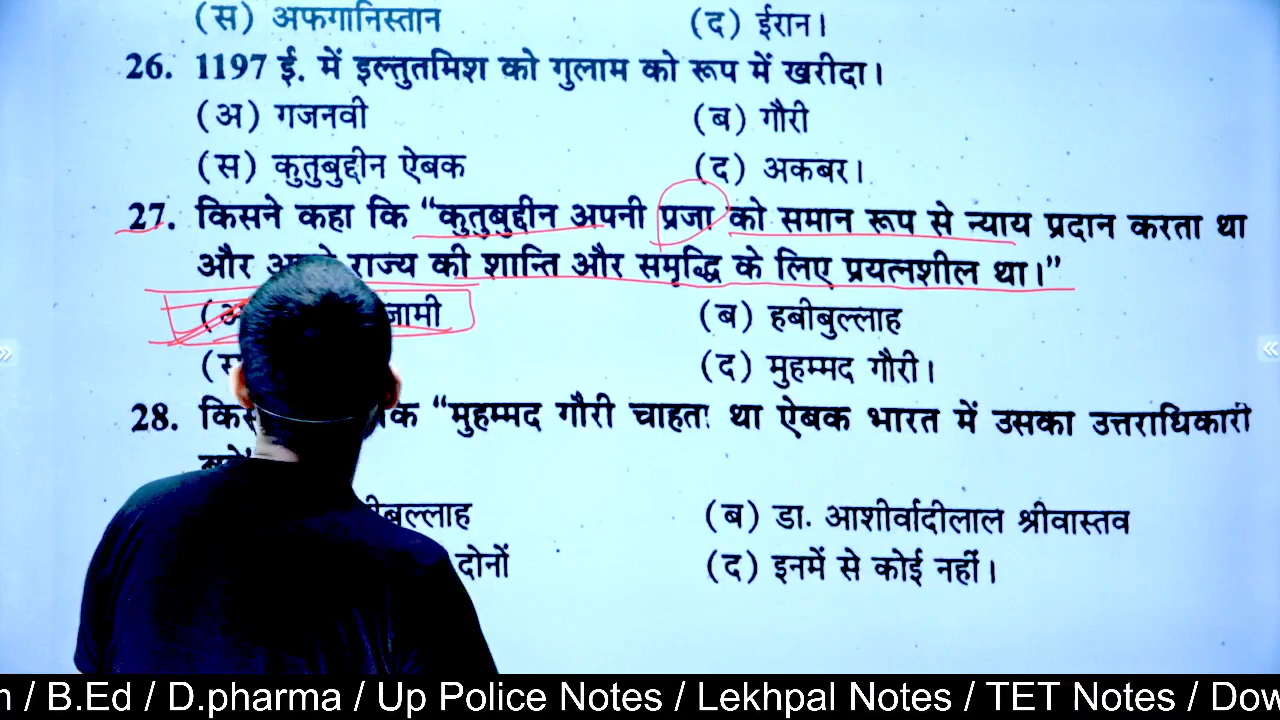 (स) अफगानिस्तान (द) ईरान।
26. 1197 ई. में इल्तुतमिश को गुलाम को रूप में खरीदा।
(अ) गजनवी (ब) गौरी
(स) कुतुबुद्दीन ऐबक (द) अकबर।
27. किसने कहा कि “कुतुबुद्दीन अपनी प्रजा को समान रूप से न्याय प्रदान करता था
और राज्य की शान्ति और समृद्धि के लिए प्रयत्नशील था।”
(ब) हबीबुल्लाह
(द) मुहम्मद गौरी।
28. “मुहम्मद गौरी चाहता था ऐबक भारत में उसका उत्तराधिकारी
(ब) डा. आशीर्वादीलाल श्रीवास्तव
दोनों (द) इनमें से कोई नहीं।
/ B.Ed / D.pharma / Up Police Notes / Lekhpal Notes / TET Notes /